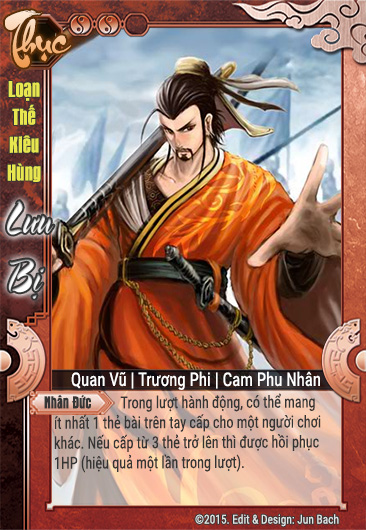 Thục
Loạn
Thế
Kiêu
Hùng
Lưu
Bị
Quan Vũ | Trương Phi | Cam Phu Nhân
Nhân Đức
Trong lượt hành động, có thể mang
ít nhất 1 thẻ bài trên tay cấp cho một người chơi
khác. Nếu cấp từ 3 thẻ trở lên thì được hồi phục
1HP (hiệu quả một lần trong lượt).
©2015. Edit & Design: Jun Bach